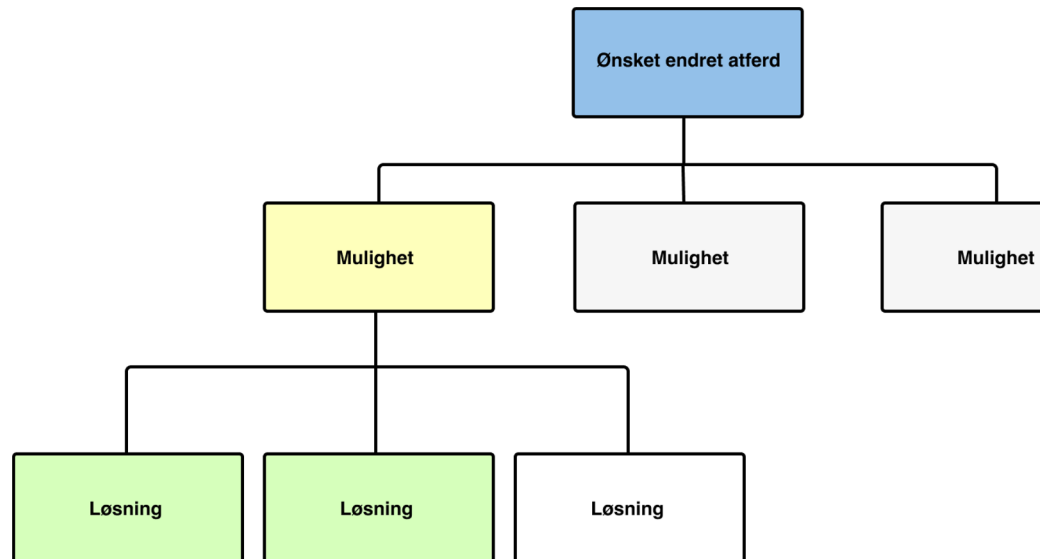 Ønsket endret atferd
Mulighet
Mulighet
Mulighet
Løsning
Løsning
Løsning